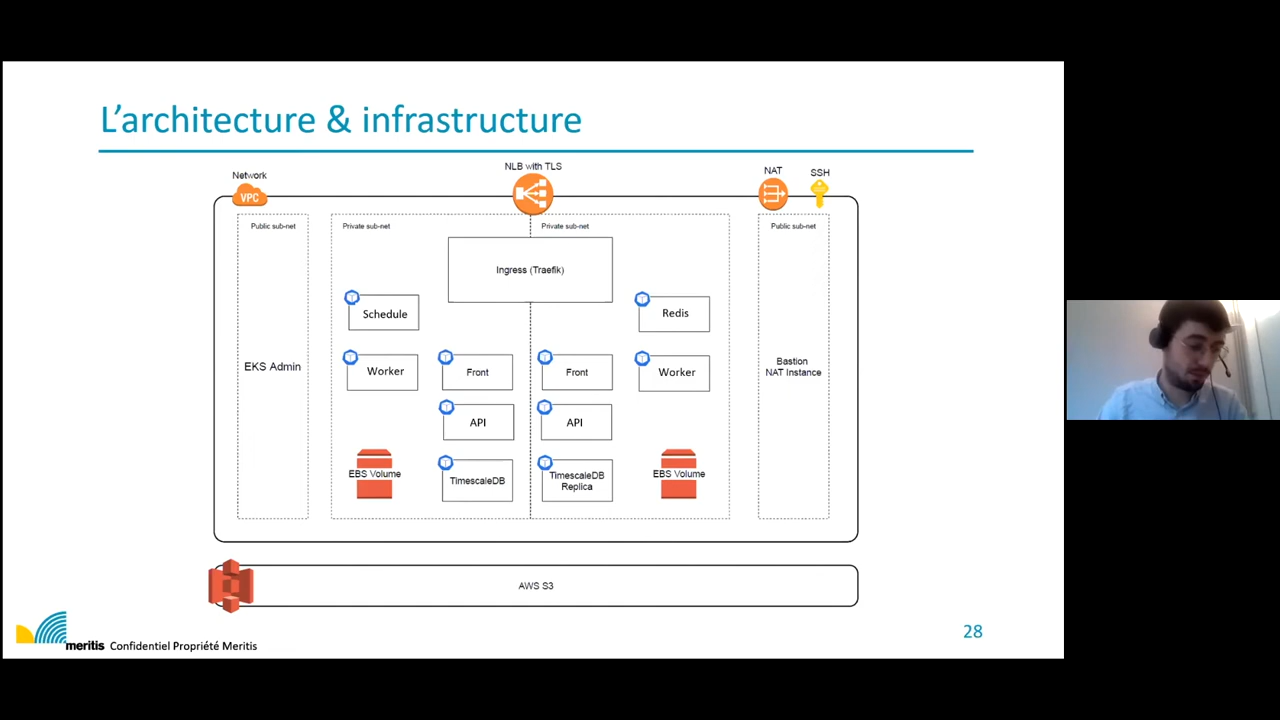 L'architecture & infrastructure
Network
VPC
NLB with TLS
NAT
SSH
Public sub-net
Private sub-net
Private sub-net
Public sub-net
Ingress (Traefik)
Schedule
Redis
EKS Admin
Worker
Front
Front
Worker
Bastion
NAT Instance
API
API
EBS Volume
TimescaleDB
TimescaleDB
Replica
EBS Volume
AWS S3
meritis
Confidentiel Propriété Meritis
28